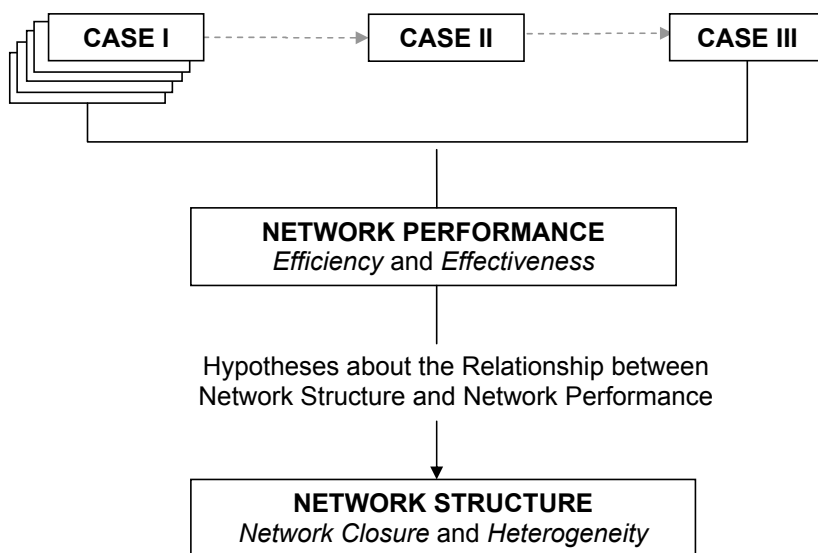 CASE I
CASE II
CASE III
NETWORK PERFORMANCE
Efficiency and Effectiveness
Hypotheses about the Relationship between
Network Structure and Network Performance
NETWORK STRUCTURE
Network Closure and Heterogeneity